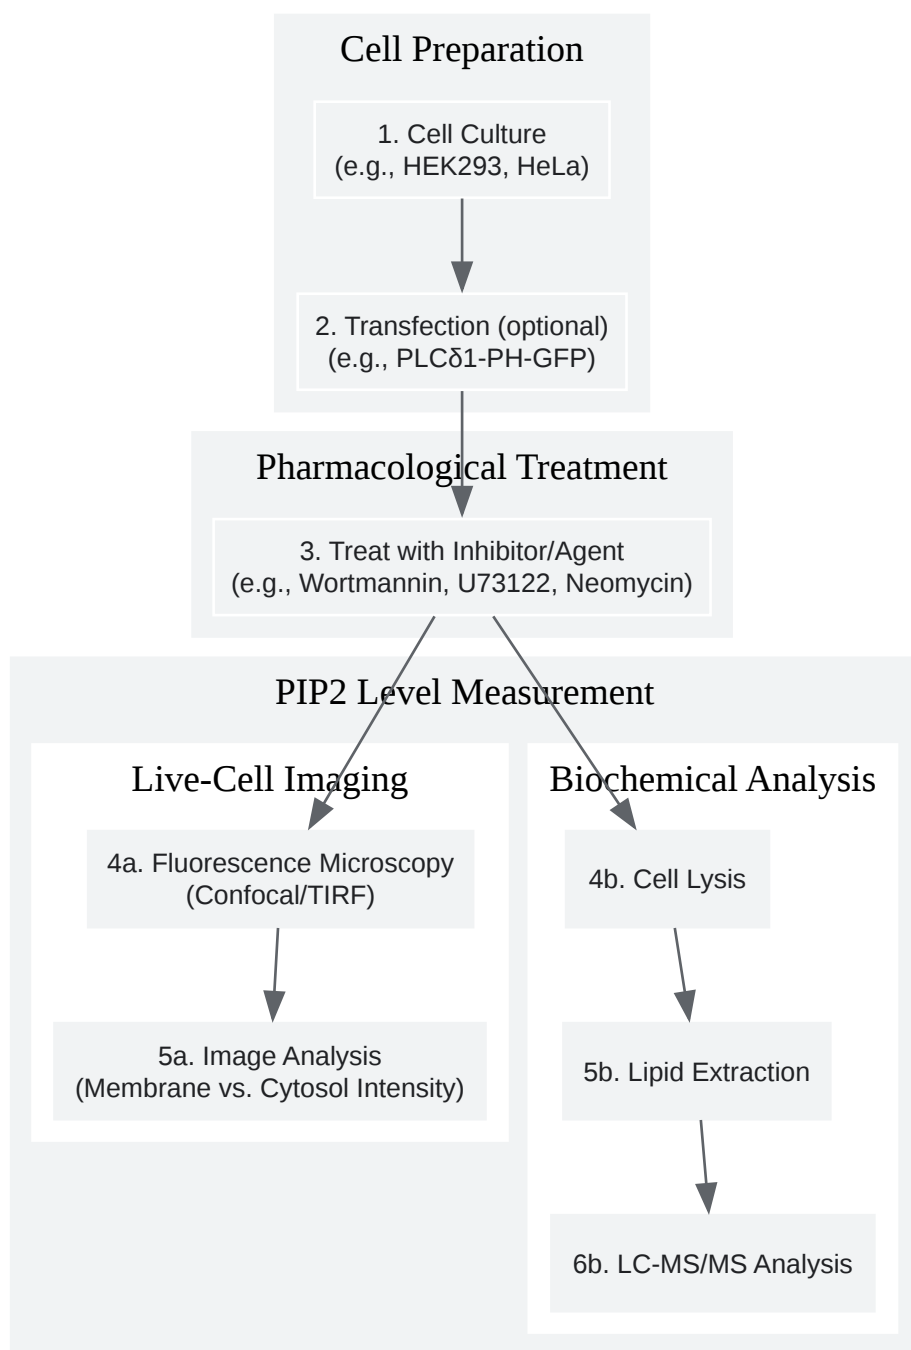 Cell Preparation
1. Cell Culture
(e.g., HEK293, HeLa)
2. Transfection (optional)
(e.g., PLCδ1-PH-GFP)
Pharmacological Treatment
3. Treat with Inhibitor/Agent
(e.g., Wortmannin, U73122, Neomycin)
PIP2 Level Measurement
Live-Cell Imaging
4a. Fluorescence Microscopy
(Confocal/TIRF)
5a. Image Analysis
(Membrane vs. Cytosol Intensity)
Biochemical Analysis
4b. Cell Lysis
5b. Lipid Extraction
6b. LC-MS/MS Analysis